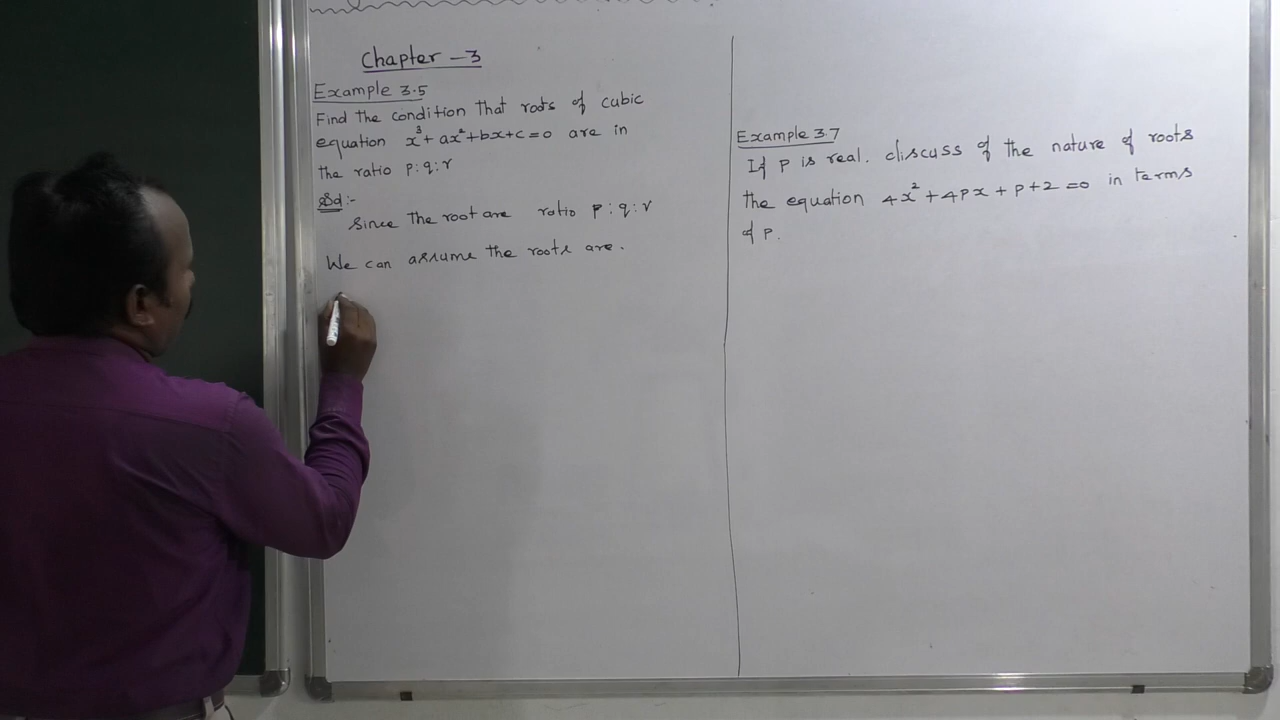 Chapter - 3
Example 3.5
Find the condition that roots of cubic
equation x³ + ax² + bx + c = 0 are in
the ratio p : q : r
Sol :-
Since the root are ratio p : q : r
We can assume the roots are.
Example 3.7
If P is real. discuss of the nature of roots
the equation 4x² + 4Px + P + 2 = 0 in terms
of P.